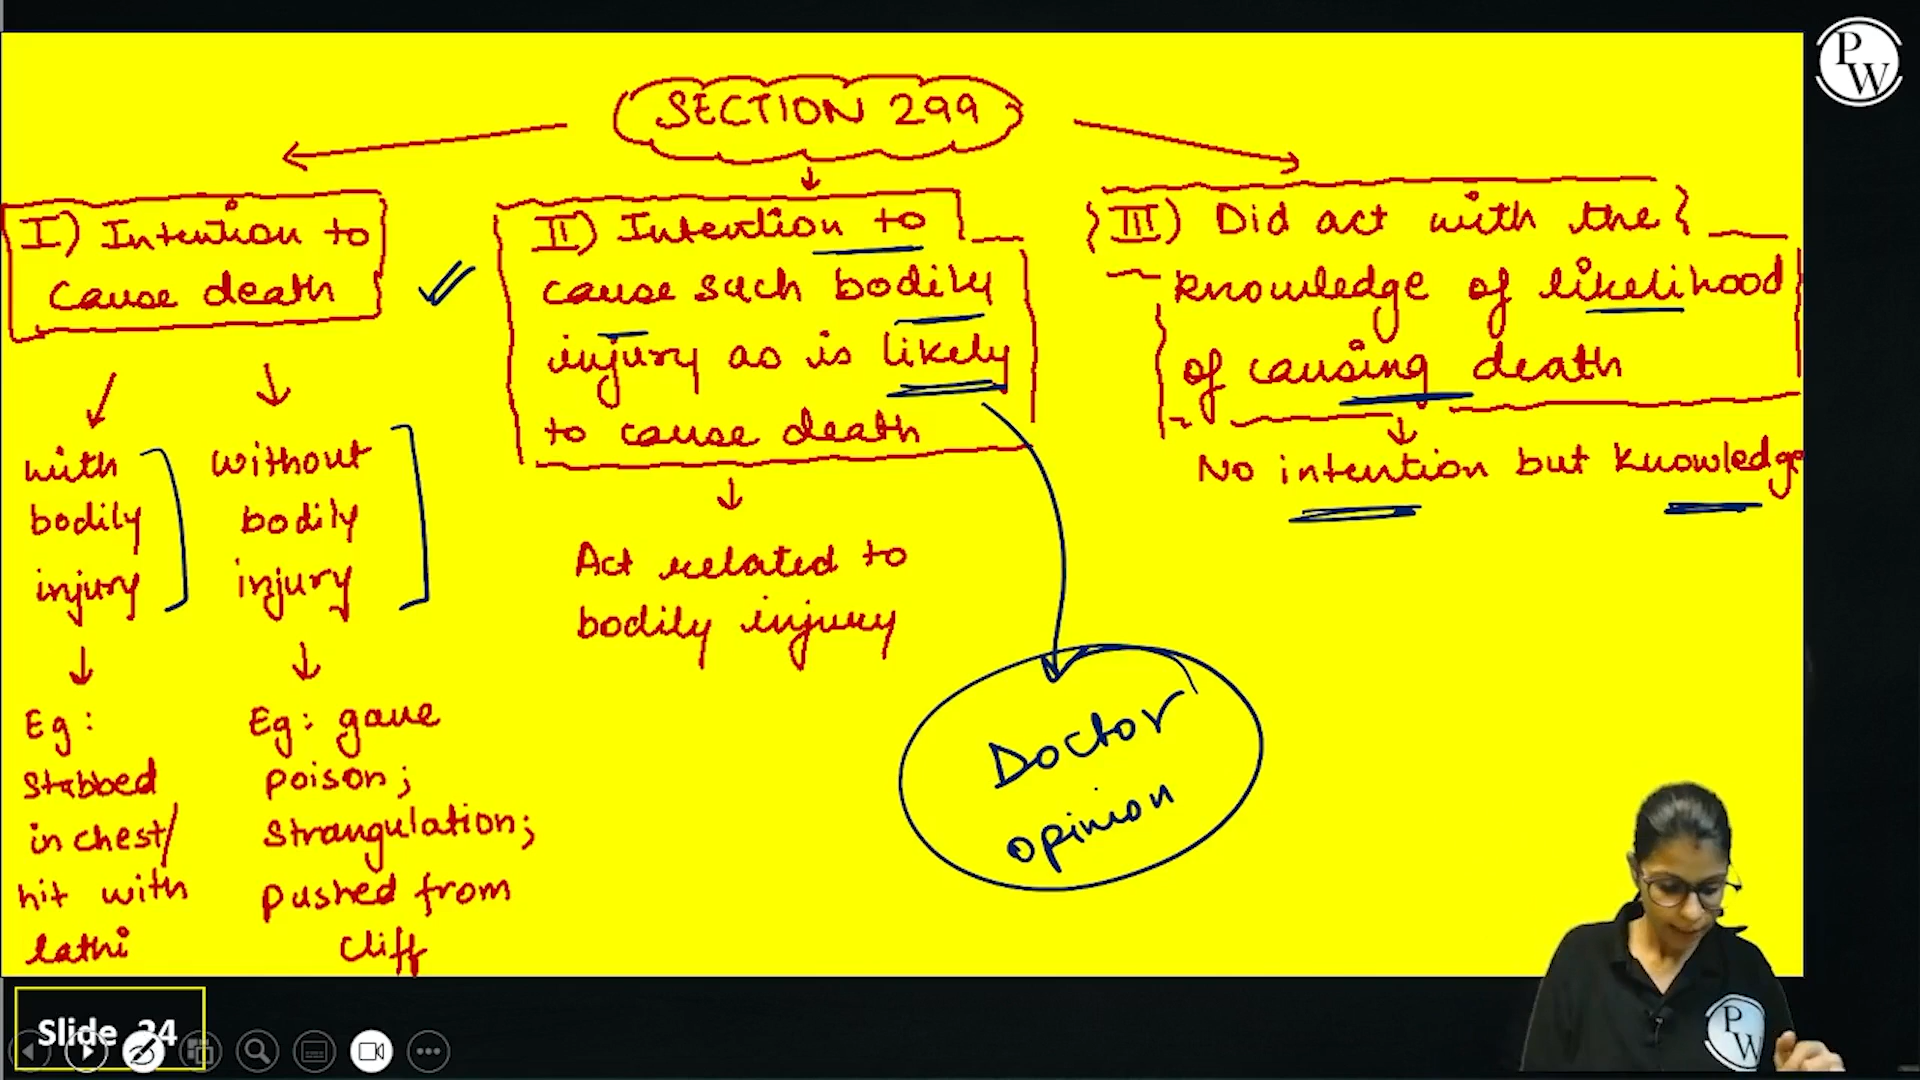 SECTION 299
I) Intention to
Cause death
with
bodily
injury
Eg:
Stabbed
in chest/
hit with
lathi
without
bodily
injury
Eg: gave
poison;
Strangulation;
pushed from
cliff
II) Intention to
cause such bodily
injury as is likely
to cause death
Act related to
bodily injury
Doctor
opinion
III) Did act with the
knowledge of likelihood
of causing death
No intention but knowledge
PW
PW
Slide 24